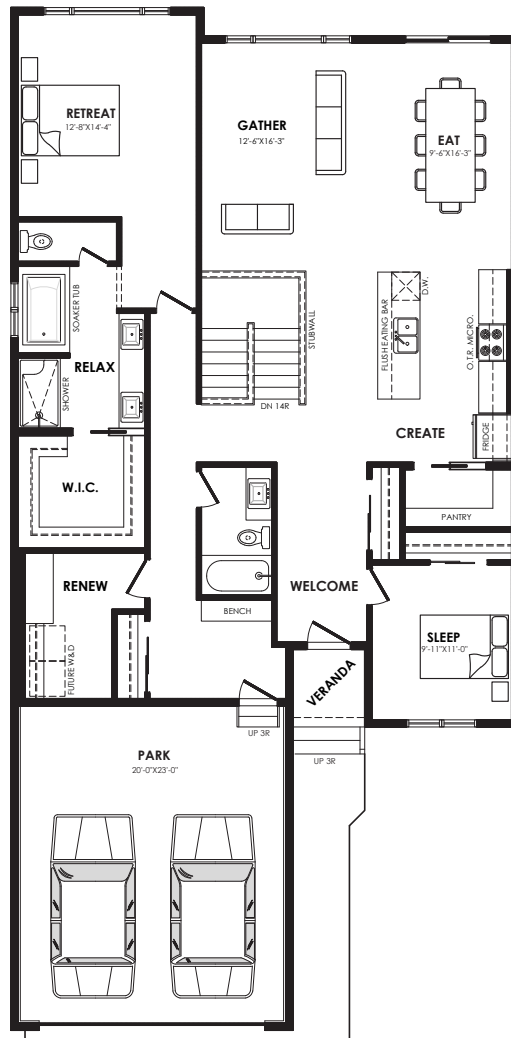 RETREAT
12'-8"X14'-4"
GATHER
12'-6"X16'-3"
EAT
9'-6"X16'-3"
SOAKER TUB
STUBWALL
FLUSH EATING BAR
D.W.
O.T.R. MICRO.
RELAX
SHOWER
DN 14R
CREATE
FRIDGE
W.I.C.
PANTRY
RENEW
WELCOME
BENCH
SLEEP
9'-11"X11'-0"
FUTURE W&D
VERANDA
UP 3R
UP 3R
PARK
20'-0"X23'-0"